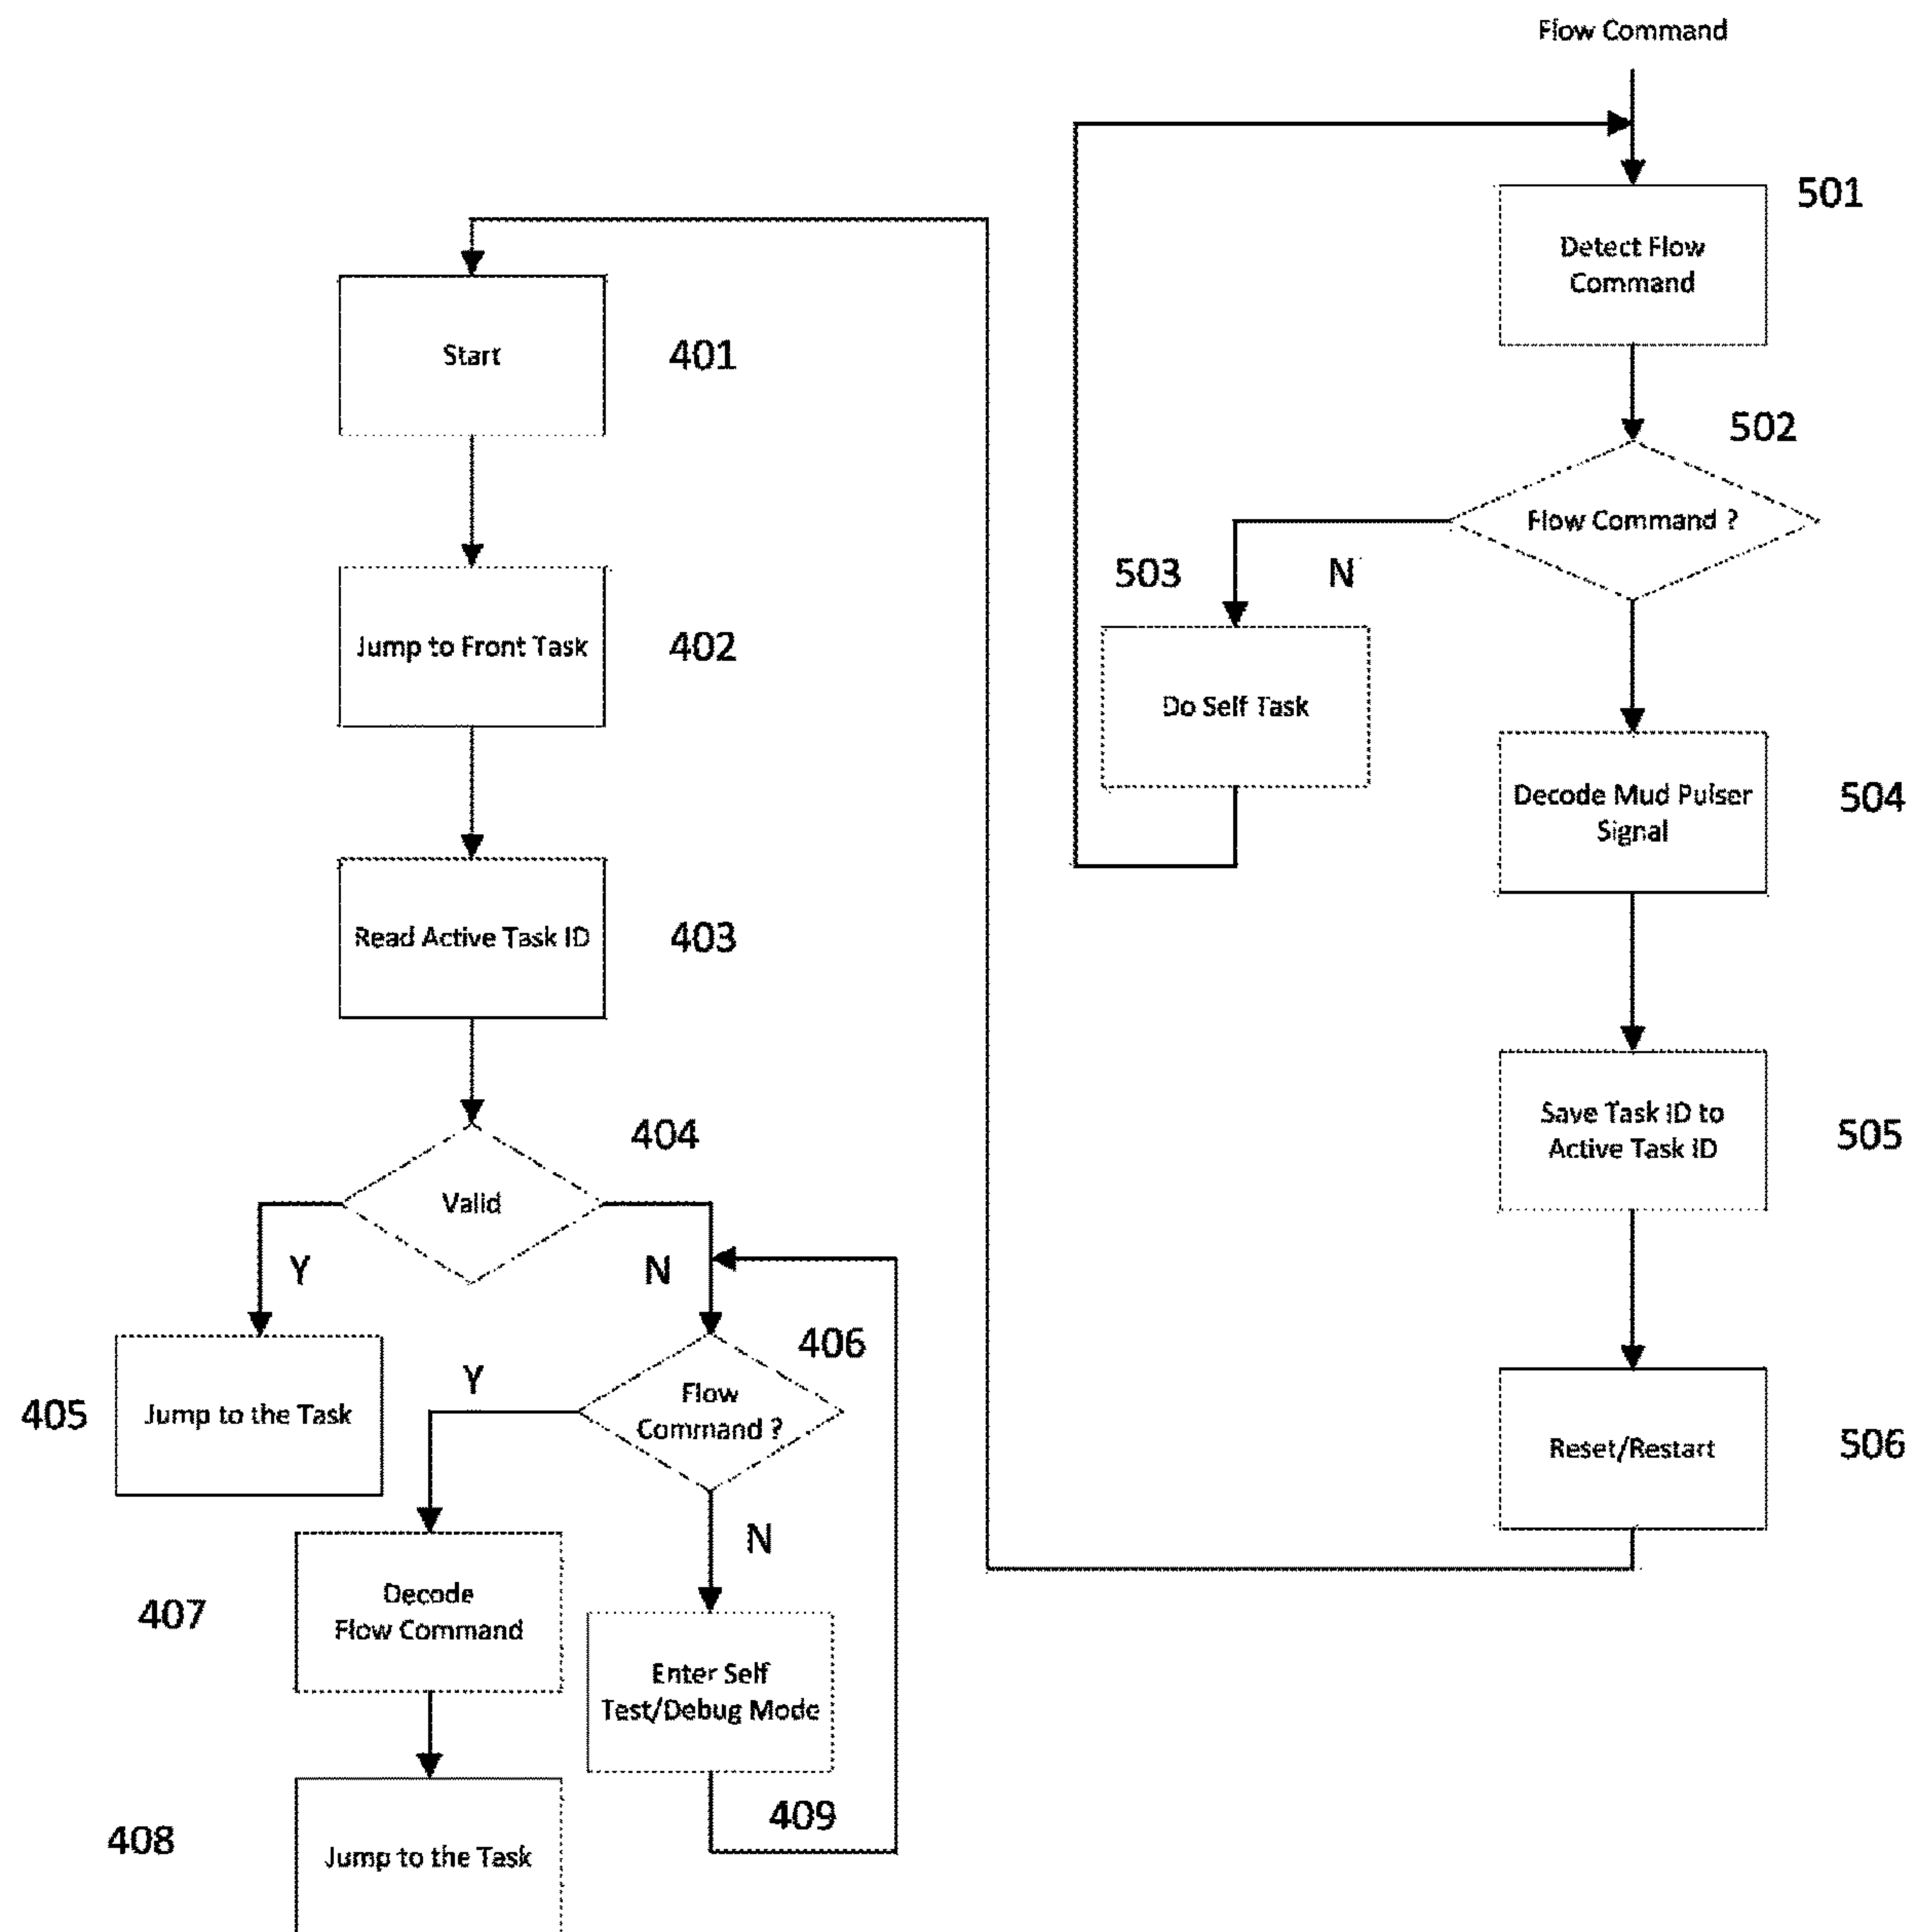 Flow Command
501
Detect Flow
Command
Start
401
502
Flow Command ?
503
N
Jump to Front Task
402
Do Self Task
Decode Mud Pulser
Signal
504
Read Active Task ID
403
404
Valid
Save Task ID to
Active Task ID
505
Y
N
406
405
Jump to the Task
Y
Flow
Command ?
Reset/Restart
506
N
407
Decode
Flow Command
Enter Self
Test/Debug Mode
409
408
Jump to the Task